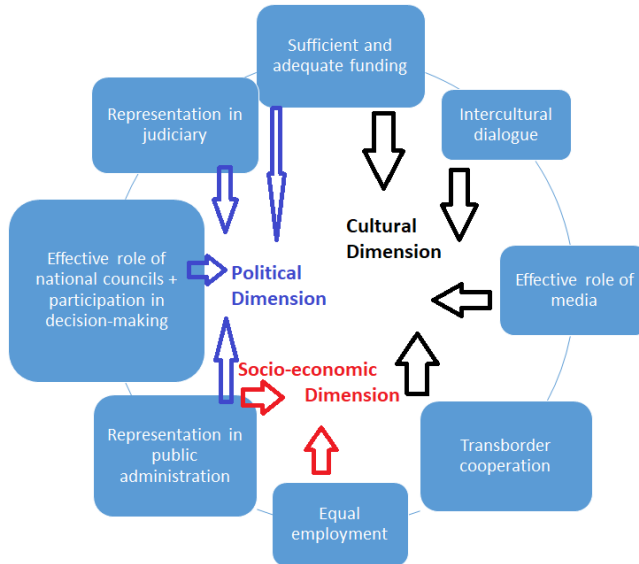 Sufficient and
adequate funding
Representation in
judiciary
Intercultural
dialogue
Cultural
Dimension
Effective role of
national councils +
participation in
decision-making
Political
Dimension
Effective role of
media
Socio-economic
Dimension
Representation in
public
administration
Transborder
cooperation
Equal
employment